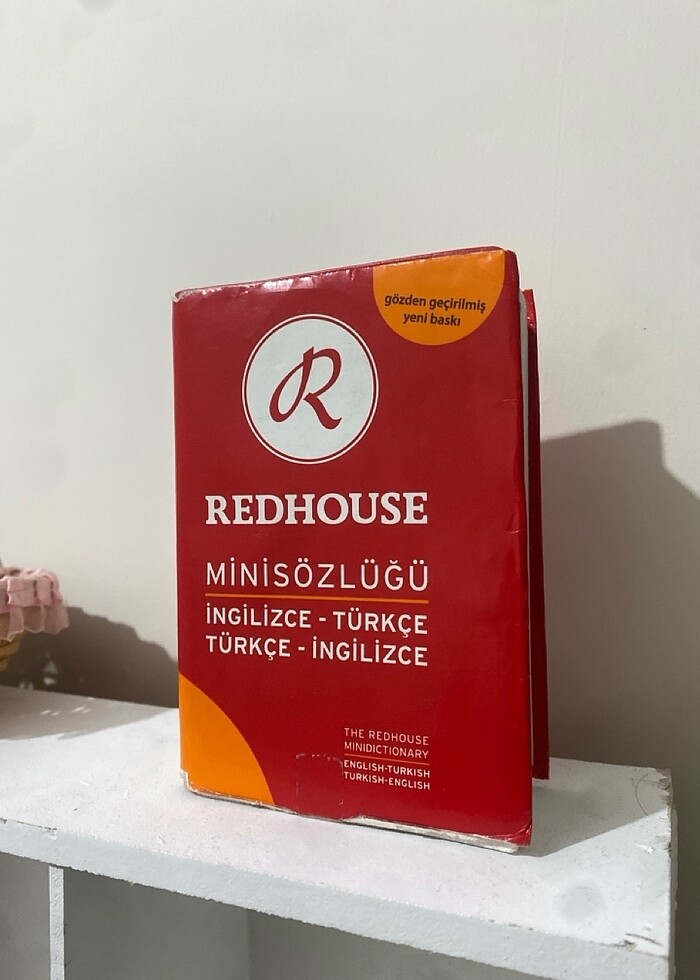 gözden geçirilmiş
yeni baskı
R
REDHOUSE
MİNİSÖZLÜĞÜ
İNGİLİZCE - TÜRKÇE
TÜRKÇE - İNGİLİZCE
THE REDHOUSE
MINIDICTIONARY
ENGLISH-TURKISH
TURKISH-ENGLISH